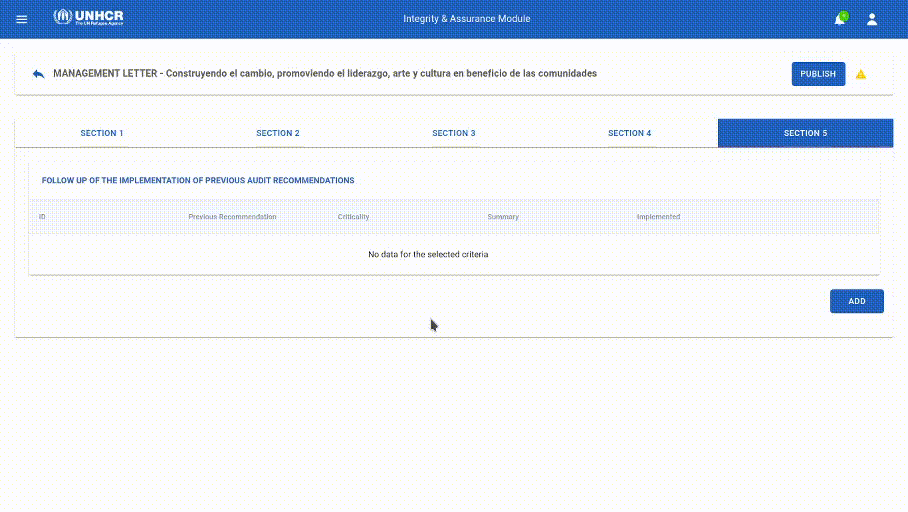 UNHCR
The UN Refugee Agency
Integrity & Assurance Module
MANAGEMENT LETTER - Construyendo el cambio, promoviendo el liderazgo, arte y cultura en beneficio de las comunidades
PUBLISH
SECTION 1 SECTION 2 SECTION 3 SECTION 4 SECTION 5
FOLLOW UP OF THE IMPLEMENTATION OF PREVIOUS AUDIT RECOMMENDATIONS
ID Previous Recommendation Criticality Summary Implemented
No data for the selected criteria
ADD